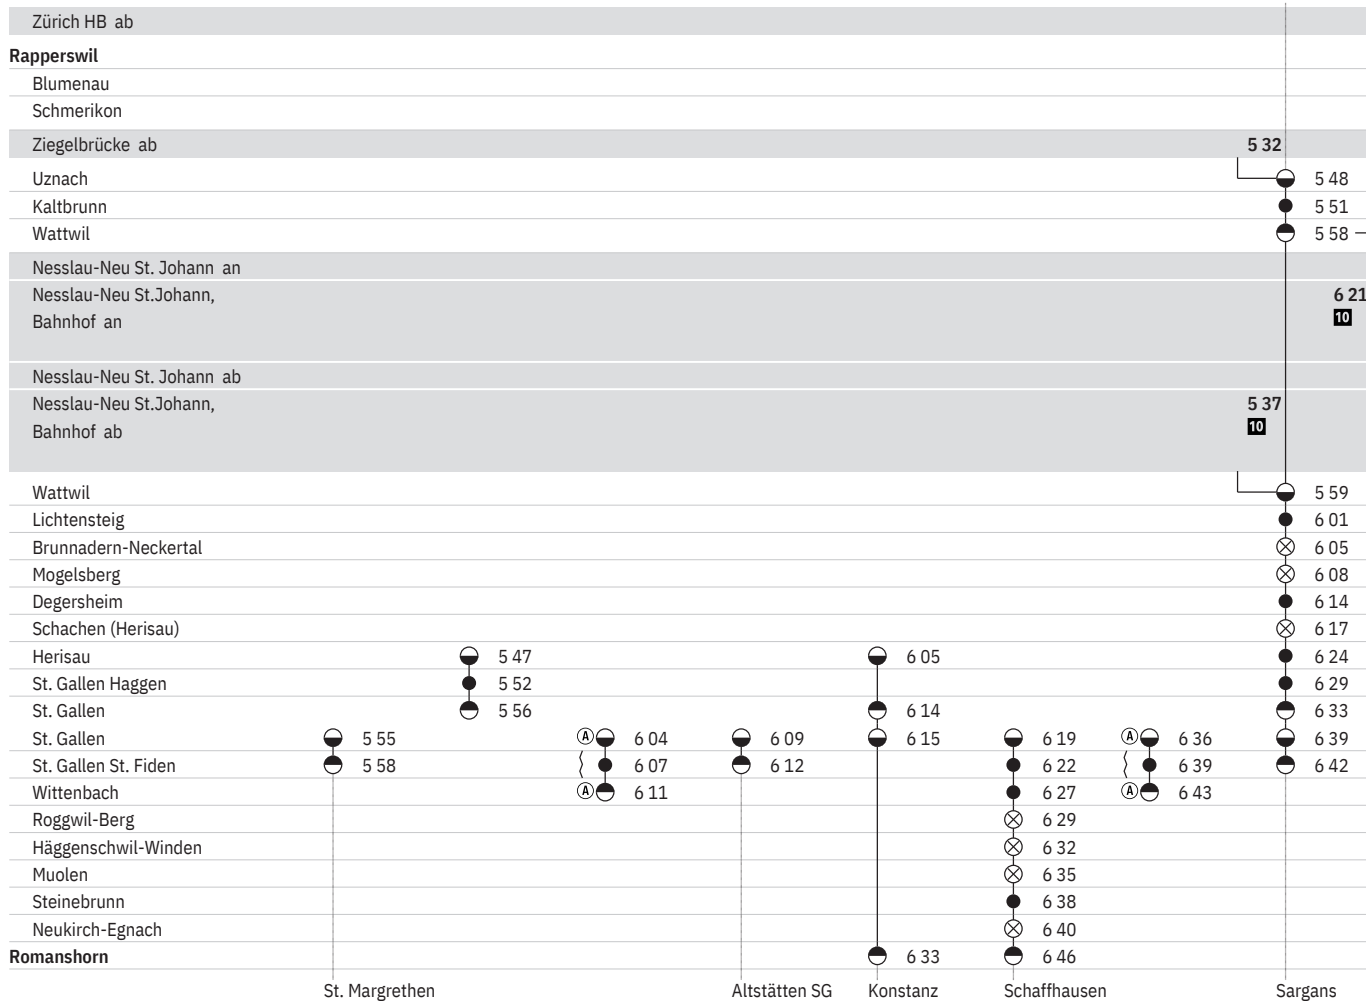 Zürich HB ab
Rapperswil
Blumenau
Schmerikon
Ziegelbrücke ab 5 32
Uznach 5 48
Kaltbrunn 5 51
Wattwil 5 58
Nesslau-Neu St. Johann an
Nesslau-Neu St.Johann, 6 21
Bahnhof an 10
Nesslau-Neu St. Johann ab
Nesslau-Neu St.Johann, 5 37
Bahnhof ab 10
Wattwil 5 59
Lichtensteig 6 01
Brunnadern-Neckertal 6 05
Mogelsberg 6 08
Degersheim 6 14
Schachen (Herisau) 6 17
Herisau 5 47 6 05 6 24
St. Gallen Haggen 5 52 6 29
St. Gallen 5 56 6 14 6 33
St. Gallen 5 55 A 6 04 6 09 6 15 6 19 A 6 36 6 39
St. Gallen St. Fiden 5 58 6 07 6 12 6 22 6 39 6 42
Wittenbach A 6 11 6 27 A 6 43
Roggwil-Berg 6 29
Häggenschwil-Winden 6 32
Muolen 6 35
Steinebrunn 6 38
Neukirch-Egnach 6 40
Romanshorn 6 33 6 46
St. Margrethen Altstätten SG Konstanz Schaffhausen Sargans